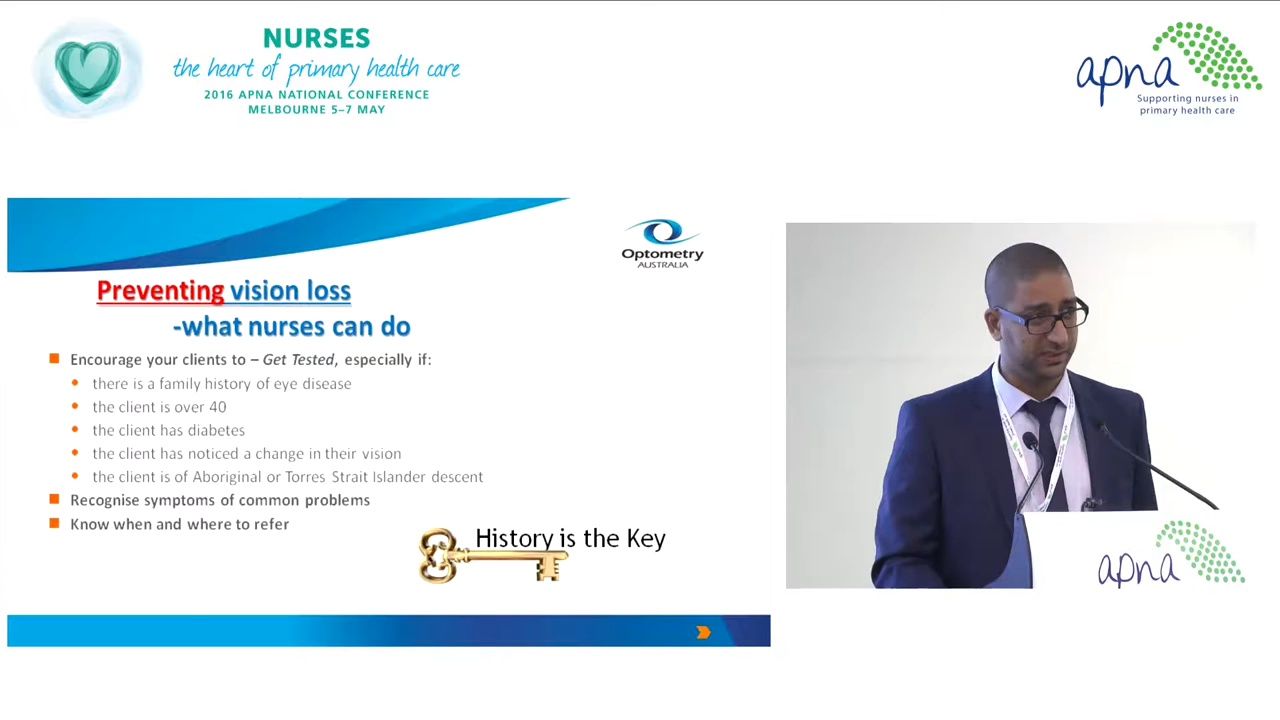 NURSES
the heart of primary health care
2016 APNA NATIONAL CONFERENCE
MELBOURNE 5–7 MAY
apna
Supporting nurses in
primary health care
Optometry
AUSTRALIA
Preventing vision loss
-what nurses can do
Encourage your clients to – Get Tested, especially if:
there is a family history of eye disease
the client is over 40
the client has diabetes
the client has noticed a change in their vision
the client is of Aboriginal or Torres Strait Islander descent
Recognise symptoms of common problems
Know when and where to refer
History is the Key
apna